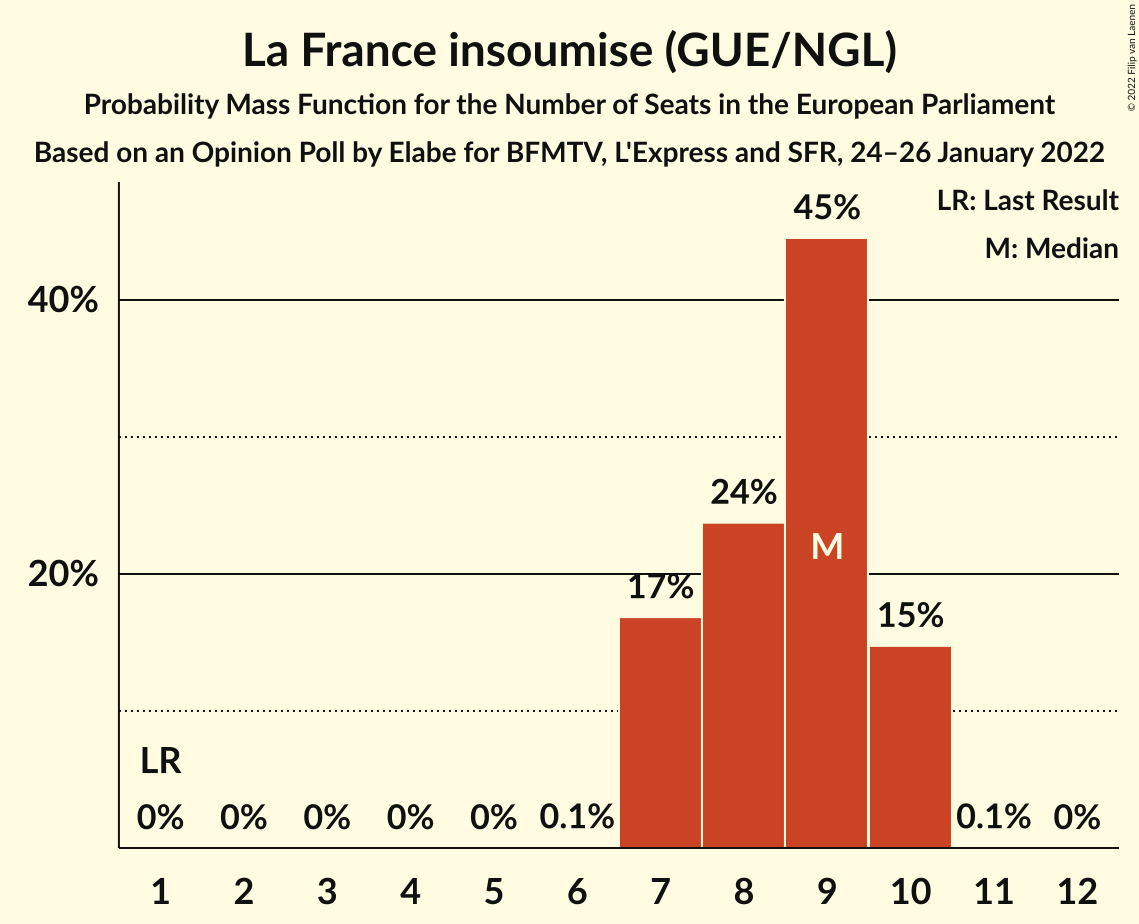 La France insoumise (GUE/NGL)
Probability Mass Function for the Number of Seats in the European Parliament
Based on an Opinion Poll by Elabe for BFMTV, L'Express and SFR, 24–26 January 2022
© 2022 Filip van Laenen
LR: Last Result
M: Median
45%
40%
24%
M
20%
17%
15%
LR
0% 0% 0% 0% 0% 0.1% 0.1% 0%
1 2 3 4 5 6 7 8 9 10 11 12